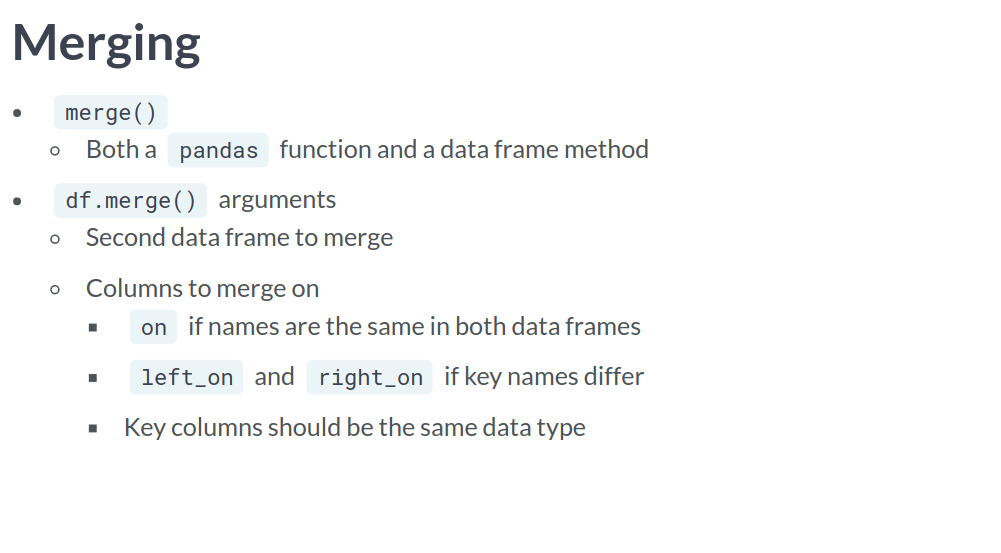 Merging
merge()
Both a pandas function and a data frame method
df.merge() arguments
Second data frame to merge
Columns to merge on
on if names are the same in both data frames
left_on and right_on if key names differ
Key columns should be the same data type